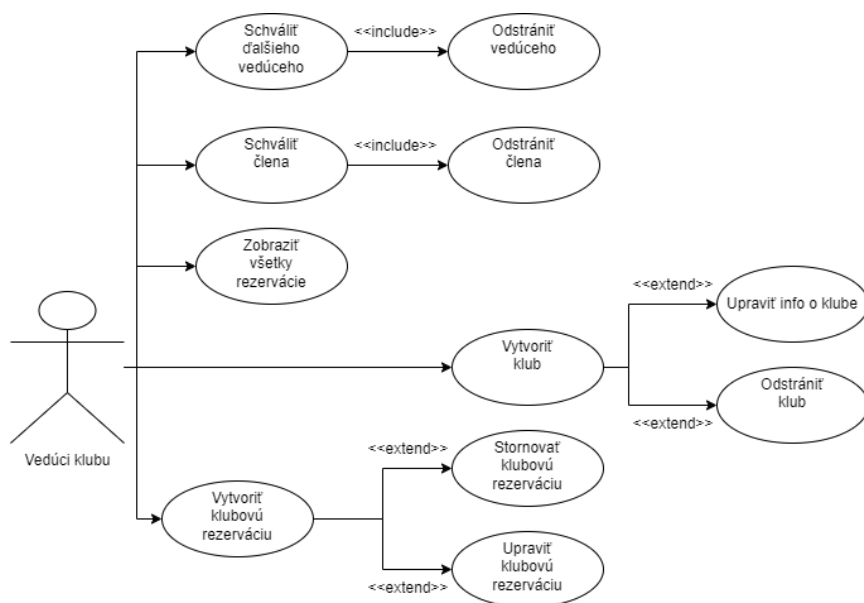 Schváliť
ďalšieho
vedúceho
<<include>>
Odstrániť
vedúceho
Schváliť
člena
<<include>>
Odstrániť
člena
Zobraziť
všetky
rezervácie
<<extend>>
Upraviť info o klube
Vytvoriť
klub
Odstrániť
klub
<<extend>>
Vedúci klubu
<<extend>>
Stornovať
klubovú
rezerváciu
Vytvoriť
klubovú
rezerváciu
Upraviť
klubovú
rezerváciu
<<extend>>